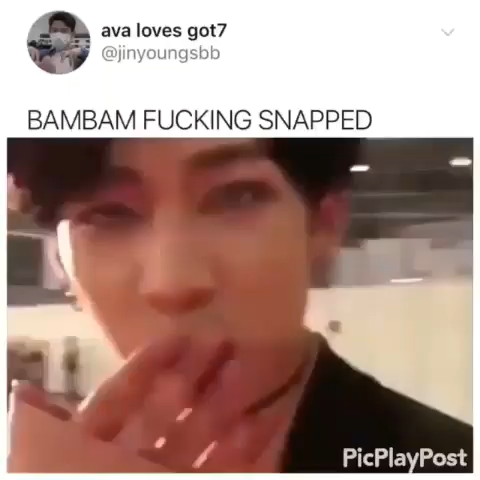 ava loves got7
@jinyoungsbb
BAMBAM FUCKING SNAPPED
PicPlayPost